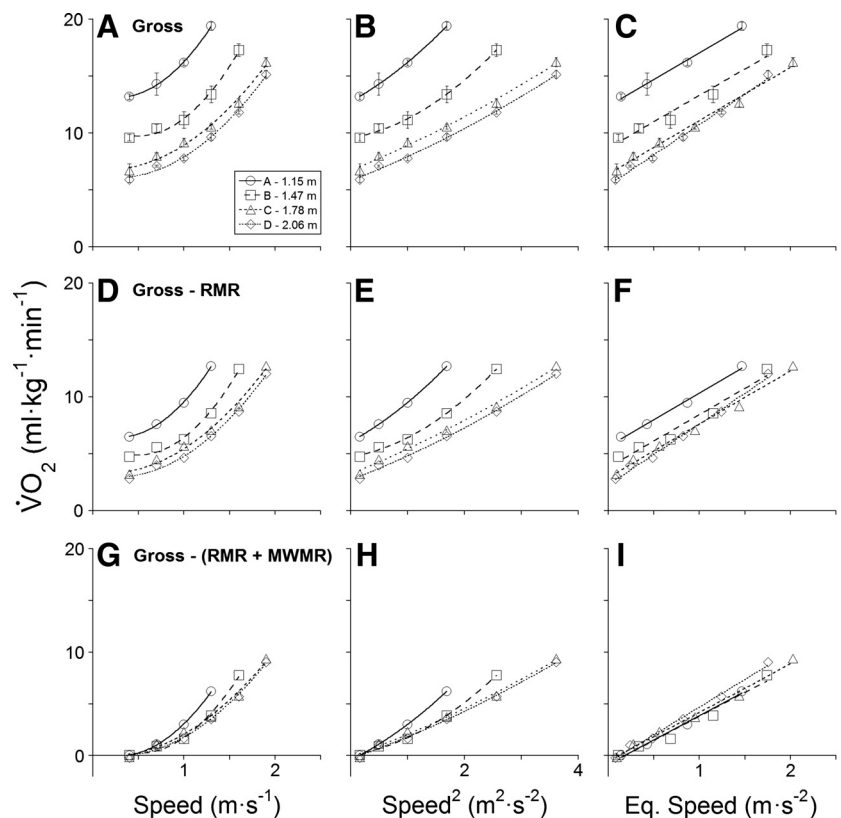 A Gross
B
C
20
10
0
A - 1.15 m
B - 1.47 m
C - 1.78 m
D - 2.06 m
D Gross - RMR
E
F
20
10
0
G Gross - (RMR + MWMR)
H
I
20
10
0
V̇O₂ (ml·kg⁻¹·min⁻¹)
1 2
2 4
1 2
Speed (m·s⁻¹)
Speed² (m²·s⁻²)
Eq. Speed (m·s⁻²)